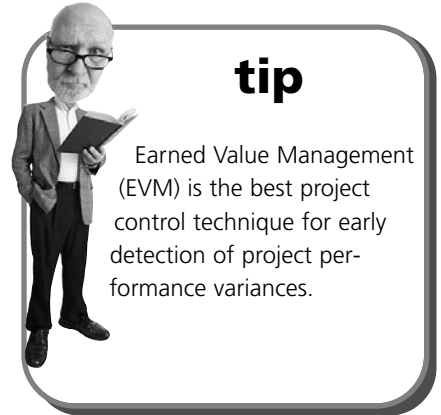 tip
Earned Value Management
(EVM) is the best project
control technique for early
detection of project per-
formance variances.